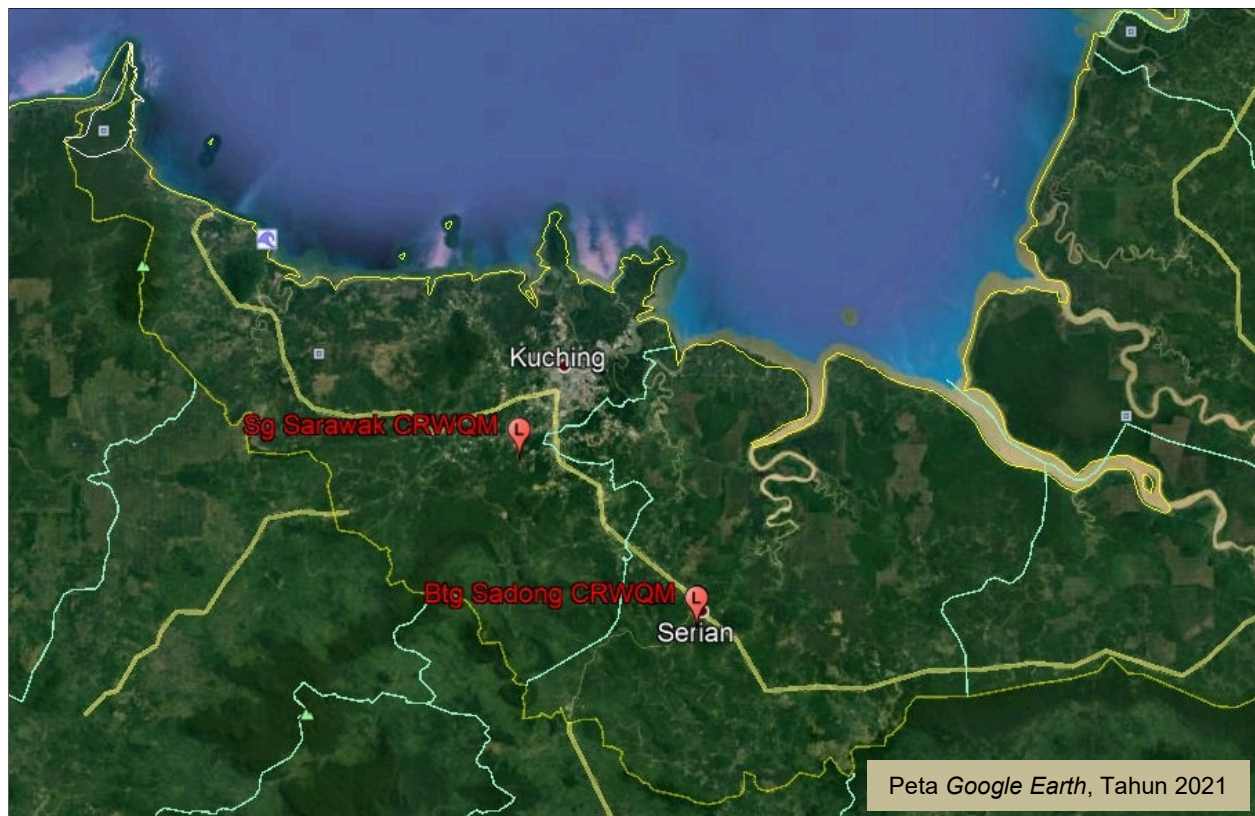 Kuching
Sg Sarawak CRWQM
L
Btg Sadong CRWQM
L
Serian
Peta Google Earth, Tahun 2021